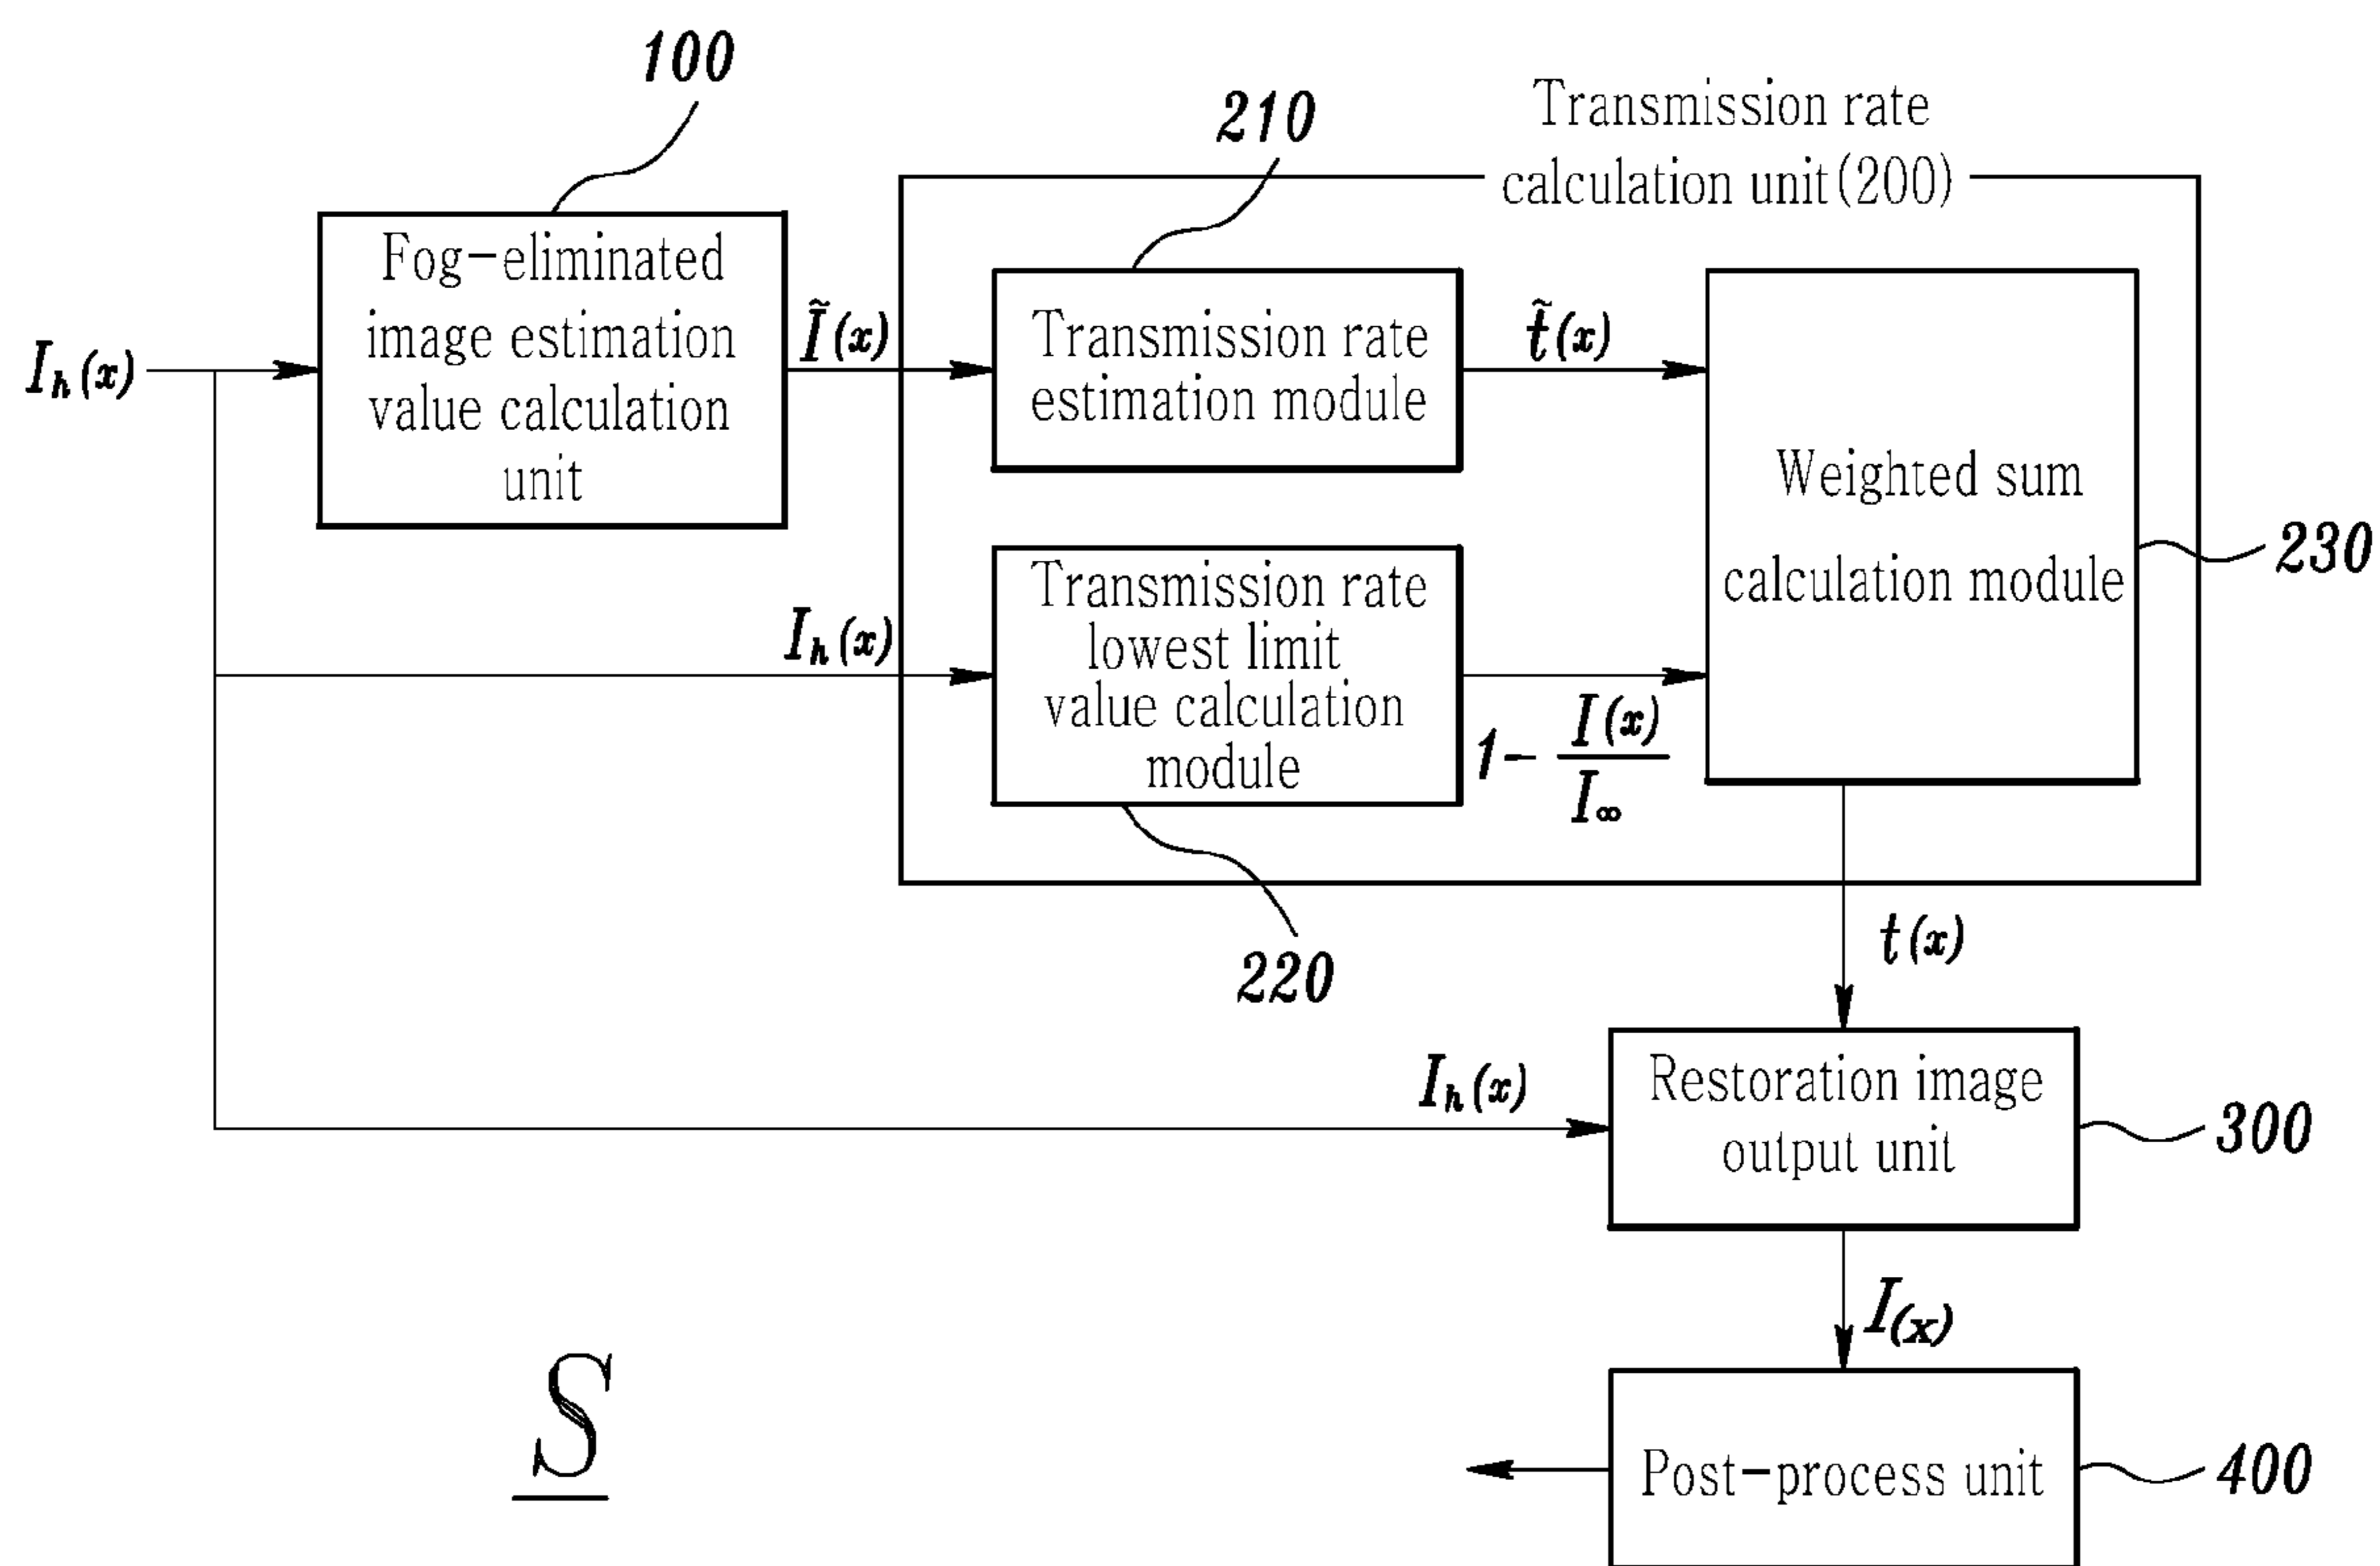 100
210
Transmission rate
calculation unit(200)
Fog-eliminated
image estimation
value calculation
unit
Iₕ(x)
Ĩ(x)
Transmission rate
estimation module
t̃(x)
Weighted sum
calculation module
230
Iₕ(x)
Transmission rate
lowest limit
value calculation
module
1- I(x)
I∞
220
t(x)
Iₕ(x)
Restoration image
output unit
300
I(x)
S
Post-process unit
400